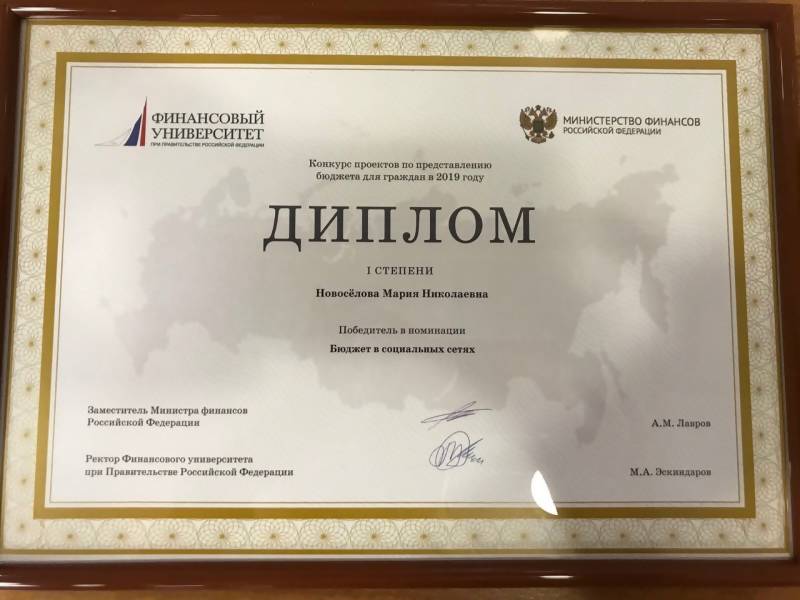 ФИНАНСОВЫЙ
УНИВЕРСИТЕТ
ПРИ ПРАВИТЕЛЬСТВЕ РОССИЙСКОЙ ФЕДЕРАЦИИ
МИНИСТЕРСТВО ФИНАНСОВ
РОССИЙСКОЙ ФЕДЕРАЦИИ
Конкурс проектов по представлению
бюджета для граждан в 2019 году
ДИПЛОМ
I СТЕПЕНИ
Новосёлова Мария Николаевна
Победитель в номинации
Бюджет в социальных сетях
Заместитель Министра финансов
Российской Федерации
А.М. Лавров
Ректор Финансового университета
при Правительстве Российской Федерации
М.А. Эскиндаров